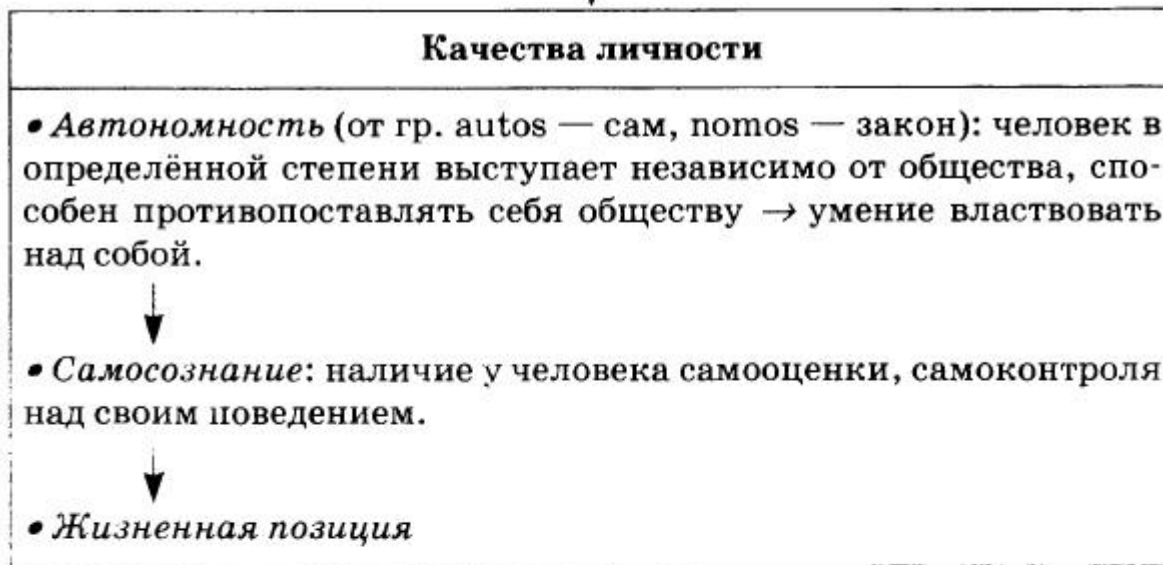 Качества личности
• Автономность (от гр. autos — сам, nomos — закон): человек в
определённой степени выступает независимо от общества, спо-
собен противопоставлять себя обществу → умение властвовать
над собой.
• Самосознание: наличие у человека самооценки, самоконтроля
над своим поведением.
• Жизненная позиция